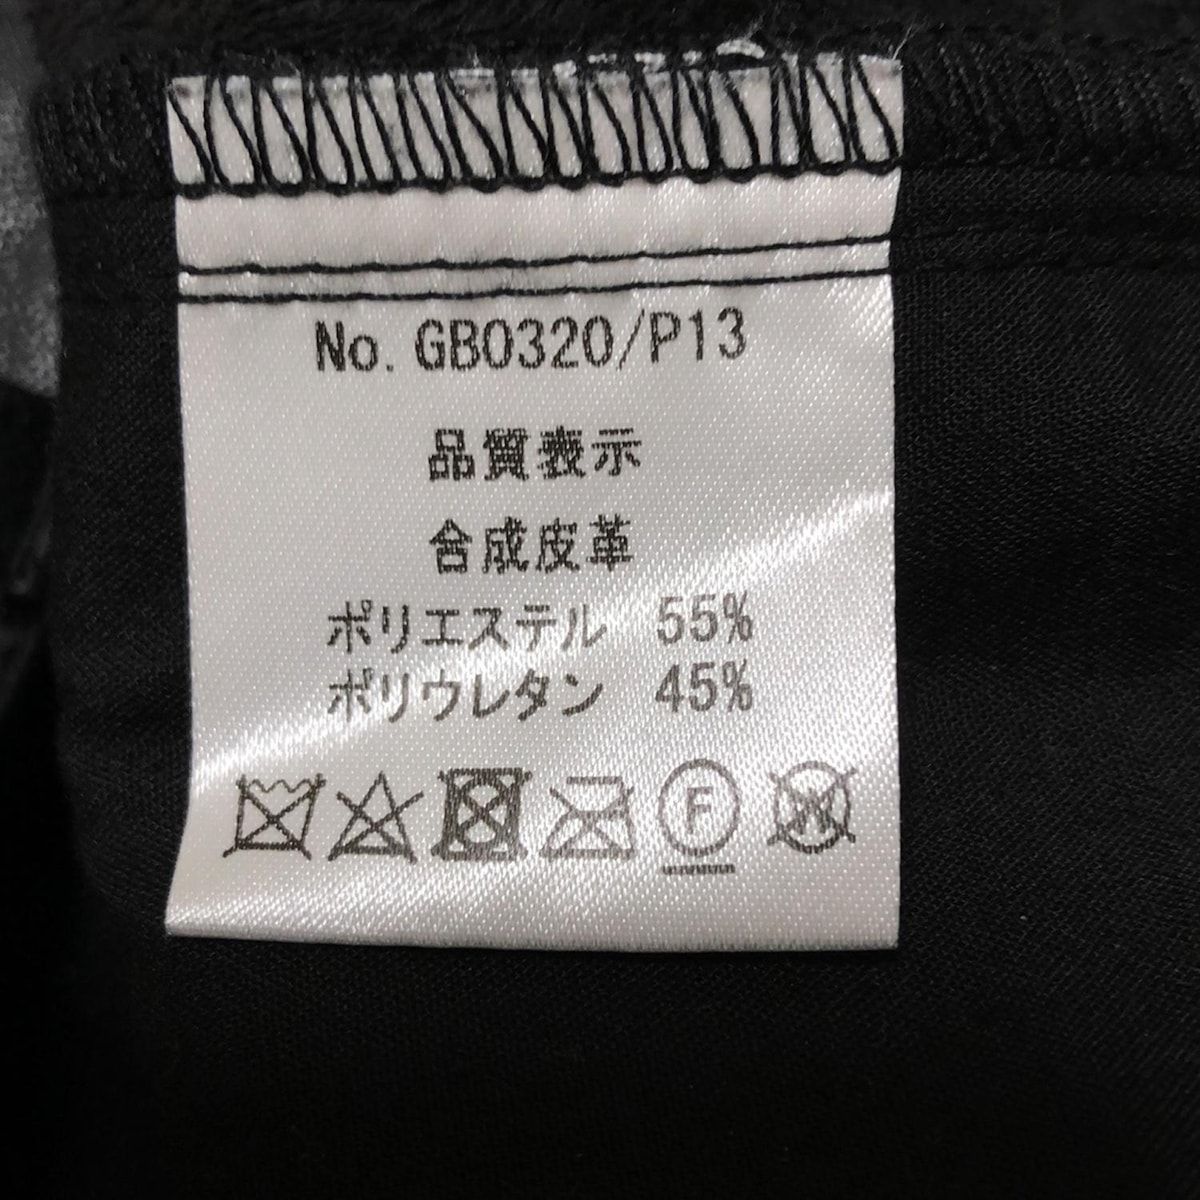 No. GB0320/P13
品質表示
合成皮革
ポリエステル 55%
ポリウレタン 45%
F
W